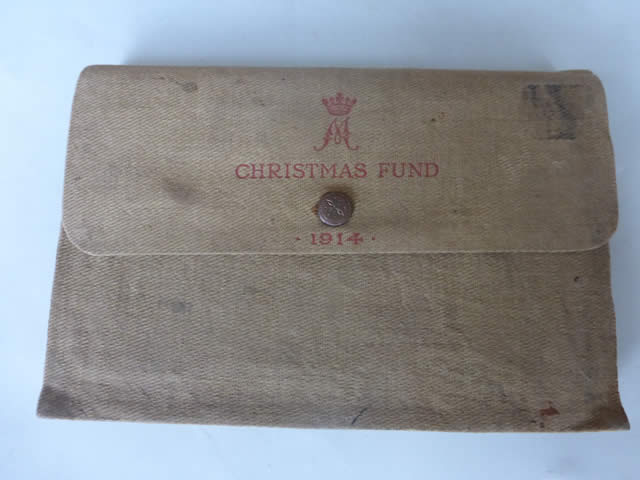 M
CHRISTMAS FUND
· 1914 ·